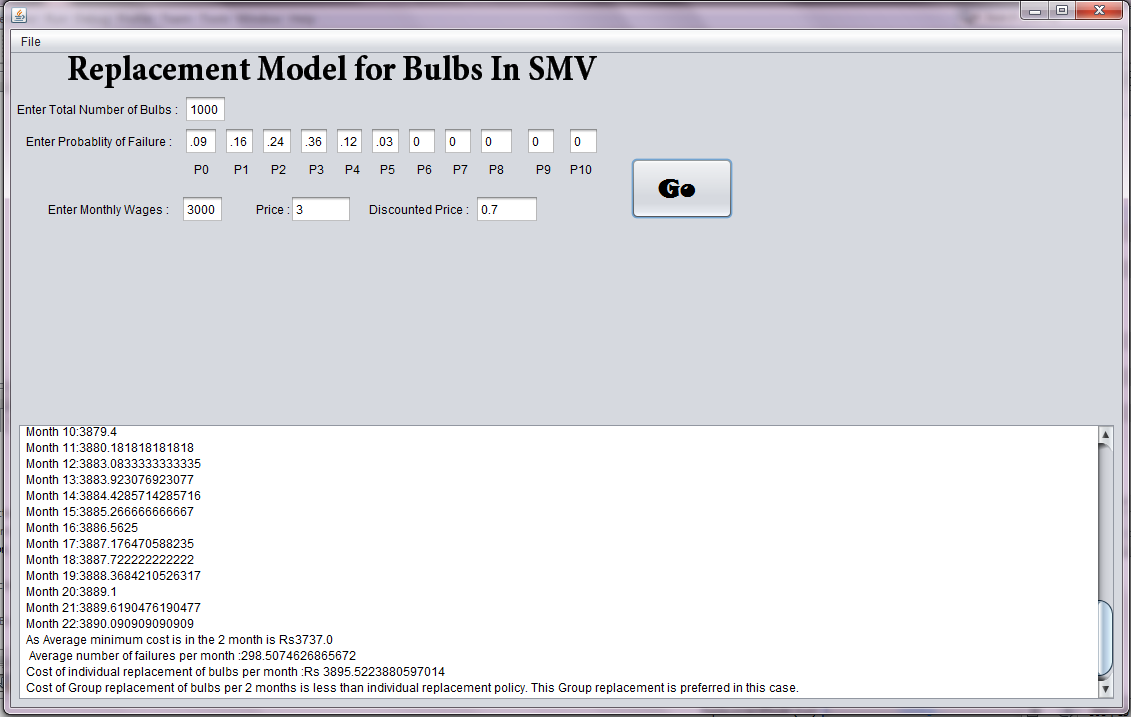 File
Replacement Model for Bulbs In SMV
Enter Total Number of Bulbs : 1000
Enter Probablity of Failure : .09 .16 .24 .36 .12 .03 0 0 0 0 0
P0 P1 P2 P3 P4 P5 P6 P7 P8 P9 P10
Go
Enter Monthly Wages : 3000 Price : 3 Discounted Price : 0.7
Month 10:3879.4
Month 11:3880.181818181818
Month 12:3883.0833333333335
Month 13:3883.923076923077
Month 14:3884.4285714285716
Month 15:3885.266666666667
Month 16:3886.5625
Month 17:3887.176470588235
Month 18:3887.722222222222
Month 19:3888.3684210526317
Month 20:3889.1
Month 21:3889.6190476190477
Month 22:3890.090909090909
As Average minimum cost is in the 2 month is Rs3737.0
Average number of failures per month :298.5074626865672
Cost of individual replacement of bulbs per month :Rs 3895.5223880597014
Cost of Group replacement of bulbs per 2 months is less than individual replacement policy. This Group replacement is preferred in this case.